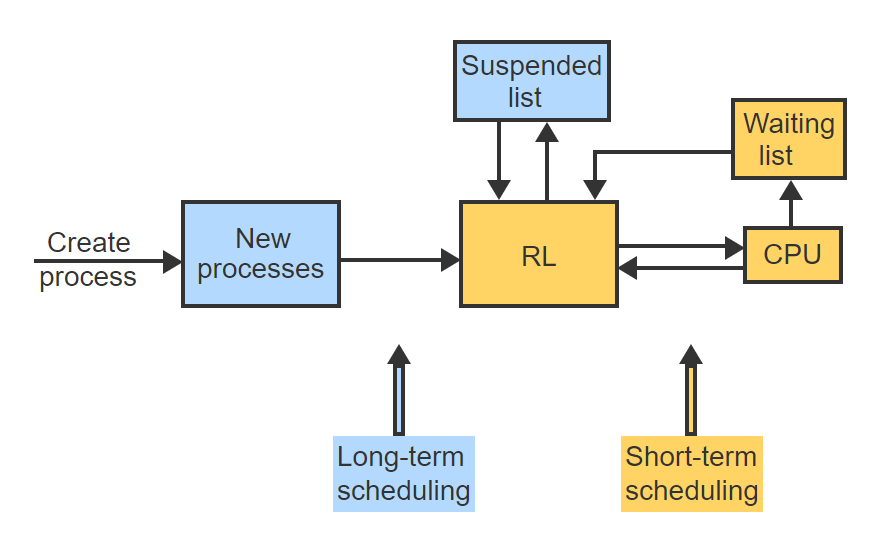 Suspended
list
Waiting
list
Create
process
New
processes
RL
CPU
Long-term
scheduling
Short-term
scheduling